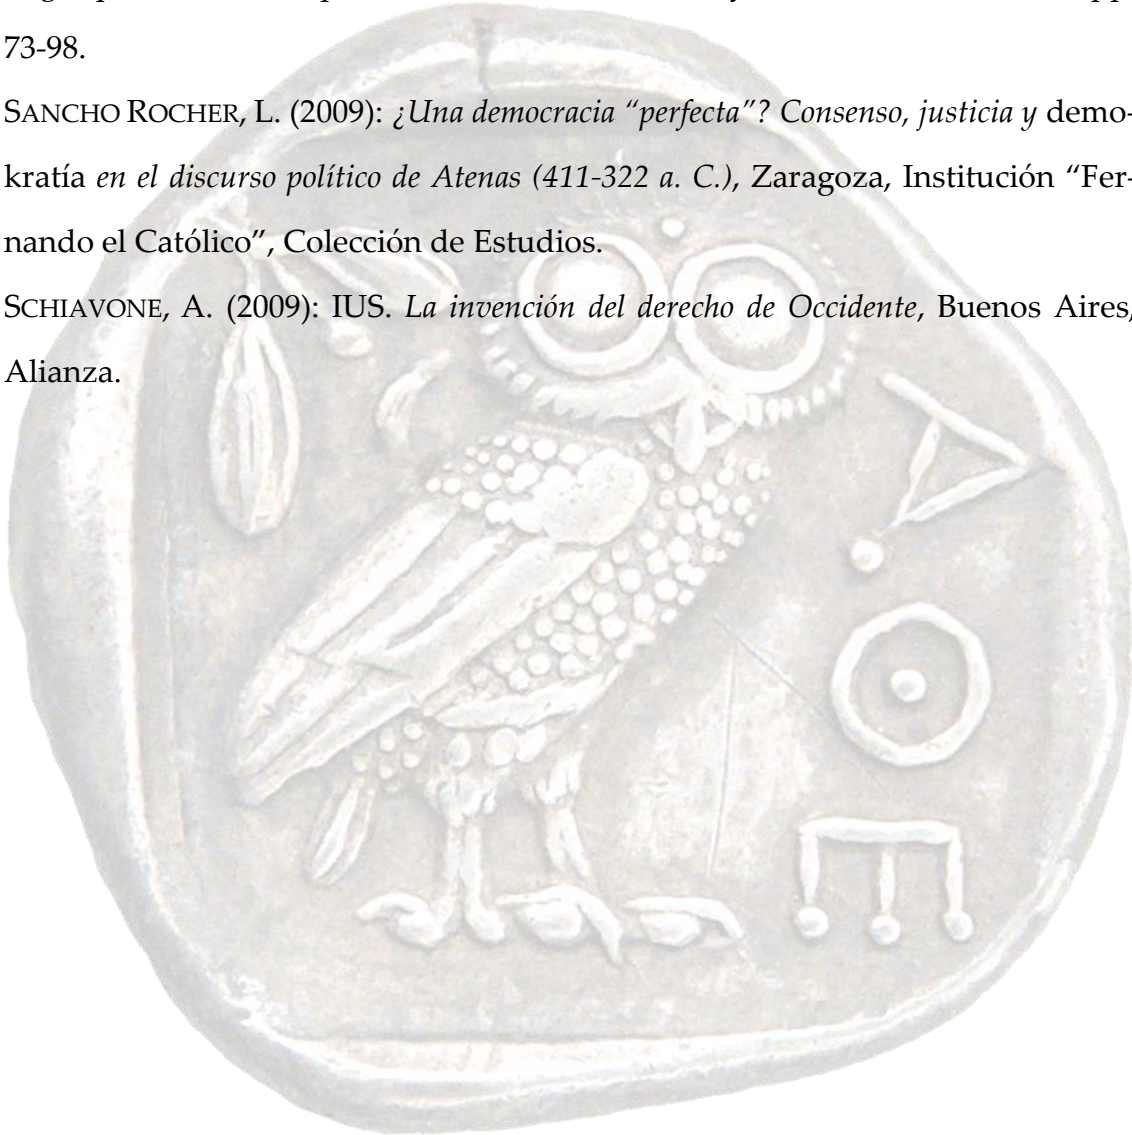 73-98.
SANCHO ROCHER, L. (2009): ¿Una democracia “perfecta”? Consenso, justicia y demo-
kratía en el discurso político de Atenas (411-322 a. C.), Zaragoza, Institución “Fer-
nando el Católico”, Colección de Estudios.
SCHIAVONE, A. (2009): IUS. La invención del derecho de Occidente, Buenos Aires,
Alianza.
Α
Θ
Ε